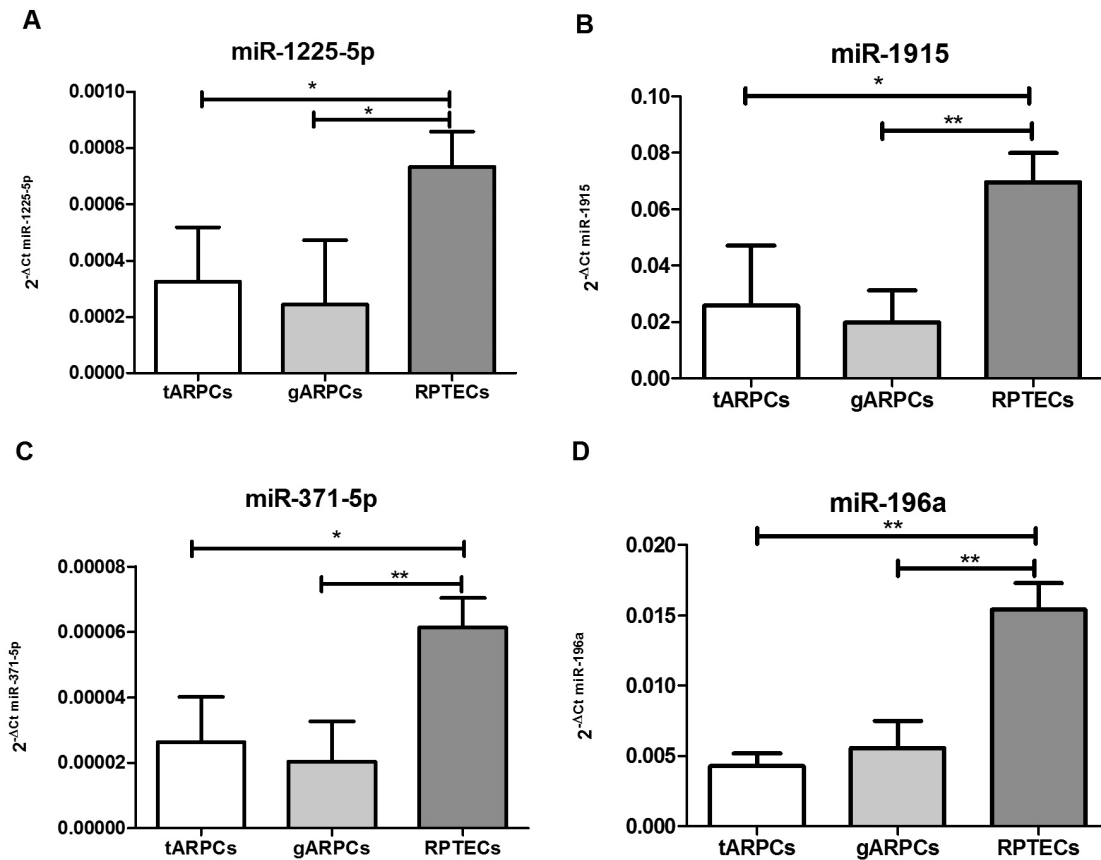 A
miR-1225-5p
2^-ΔCt miR-1225-5p
0.0010
0.0008
0.0006
0.0004
0.0002
0.0000
*
*
tARPCs gARPCs RPTECs
B
miR-1915
2^-ΔCt miR-1915
0.10
0.08
0.06
0.04
0.02
0.00
*
**
tARPCs gARPCs RPTECs
C
miR-371-5p
2^-ΔCt miR-371-5p
0.00008
0.00006
0.00004
0.00002
0.00000
*
**
tARPCs gARPCs RPTECs
D
miR-196a
2^-ΔCt miR-196a
0.020
0.015
0.010
0.005
0.000
**
**
tARPCs gARPCs RPTECs